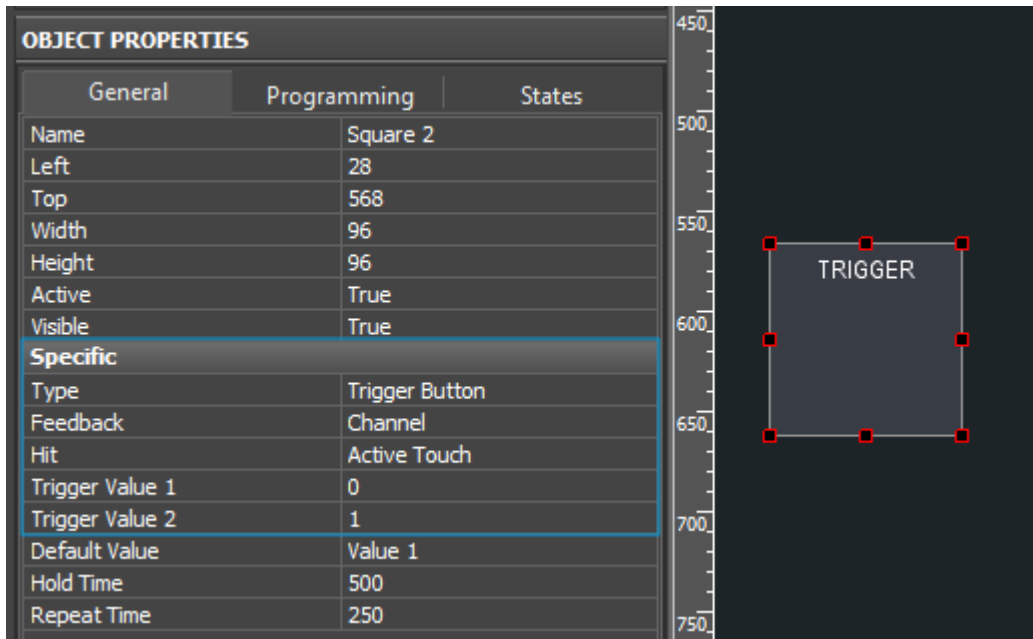 OBJECT PROPERTIES
General Programming States
Name Square 2
Left 28
Top 568
Width 96
Height 96
Active True
Visible True
Specific
Type Trigger Button
Feedback Channel
Hit Active Touch
Trigger Value 1 0
Trigger Value 2 1
Default Value Value 1
Hold Time 500
Repeat Time 250
450
500
550
600
650
700
750
TRIGGER